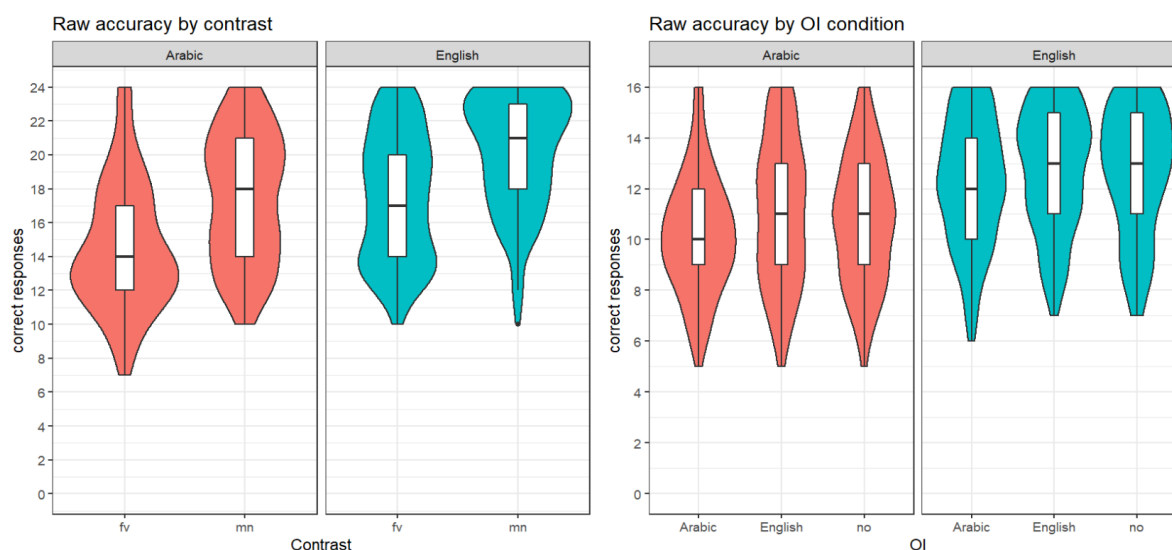 Raw accuracy by contrast
Arabic English
correct responses
24
22
20
18
16
14
12
10
8
6
4
2
0
fv mn fv mn
Contrast
Raw accuracy by OI condition
Arabic English
correct responses
16
14
12
10
8
6
4
2
0
Arabic English no Arabic English no
OI